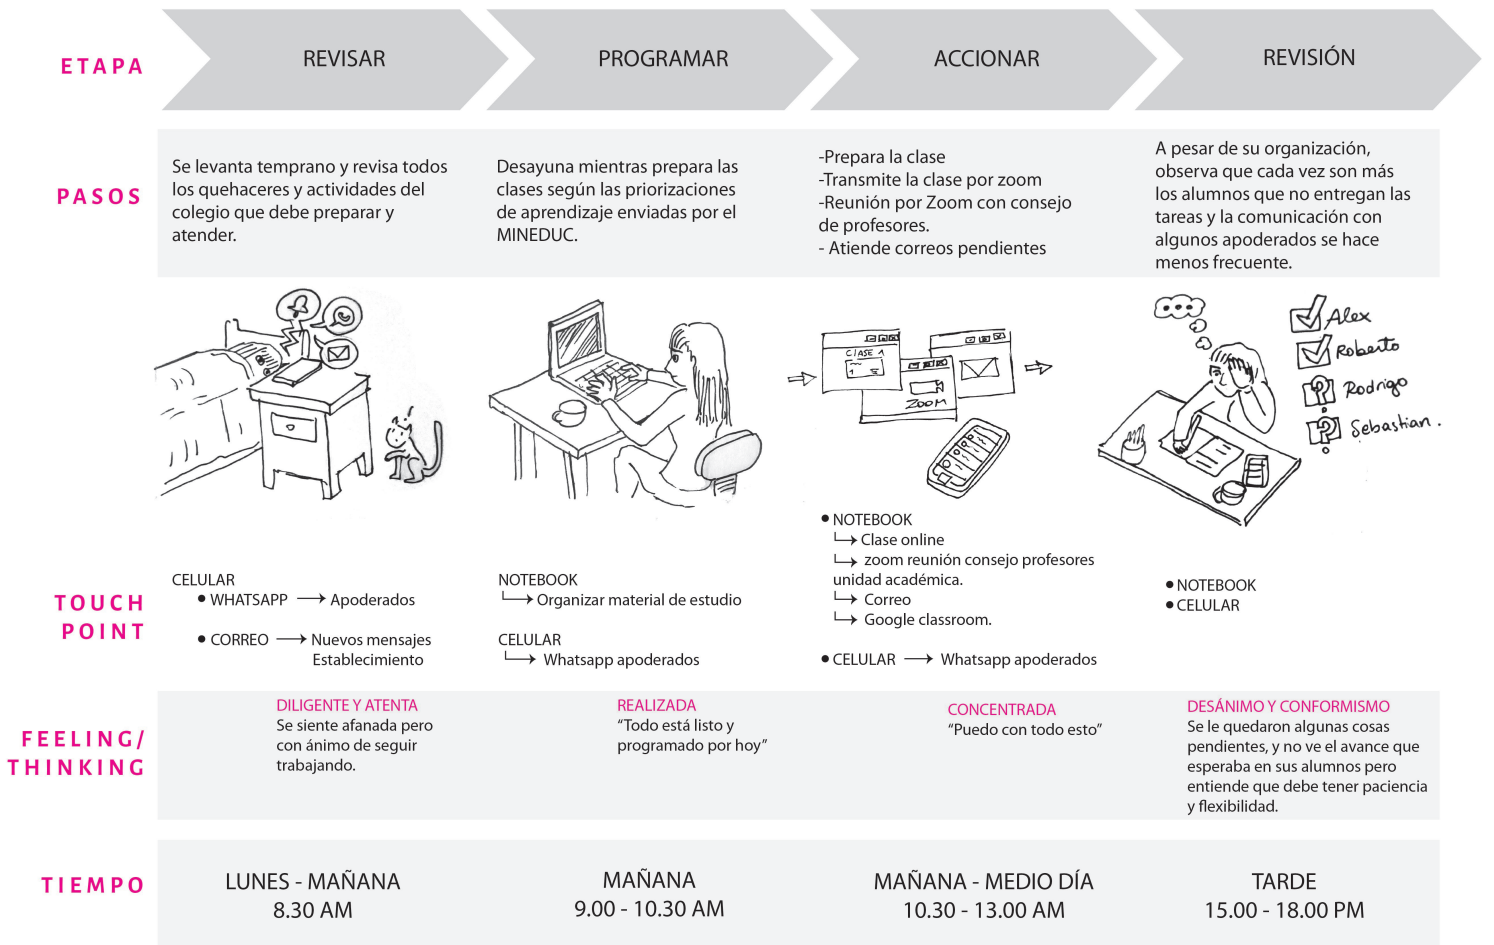 ETAPA
REVISAR
PROGRAMAR
ACCIONAR
REVISIÓN
PASOS
Se levanta temprano y revisa todos
los quehaceres y actividades del
colegio que debe preparar y
atender.
Desayuna mientras prepara las
clases según las priorizaciones
de aprendizaje enviadas por el
MINEDUC.
-Prepara la clase
-Transmite la clase por zoom
-Reunión por Zoom con consejo
de profesores.
- Atiende correos pendientes
A pesar de su organización,
observa que cada vez son más
los alumnos que no entregan las
tareas y la comunicación con
algunos apoderados se hace
menos frecuente.
CLASE 1
1
ZOOM
Alex
Roberto
? Rodrigo
? Sebastian.
TOUCH
POINT
CELULAR
• WHATSAPP → Apoderados
• CORREO → Nuevos mensajes
Establecimiento
NOTEBOOK
↳ Organizar material de estudio
CELULAR
↳ Whatsapp apoderados
• NOTEBOOK
↳ Clase online
↳ zoom reunión consejo profesores
unidad académica.
↳ Correo
↳ Google classroom.
• CELULAR → Whatsapp apoderados
• NOTEBOOK
• CELULAR
FEELING/
THINKING
DILIGENTE Y ATENTA
Se siente afanada pero
con ánimo de seguir
trabajando.
REALIZADA
“Todo está listo y
programado por hoy”
CONCENTRADA
“Puedo con todo esto”
DESÁNIMO Y CONFORMISMO
Se le quedaron algunas cosas
pendientes, y no ve el avance que
esperaba en sus alumnos pero
entiende que debe tener paciencia
y flexibilidad.
TIEMPO
LUNES - MAÑANA
8.30 AM
MAÑANA
9.00 - 10.30 AM
MAÑANA - MEDIO DÍA
10.30 - 13.00 AM
TARDE
15.00 - 18.00 PM